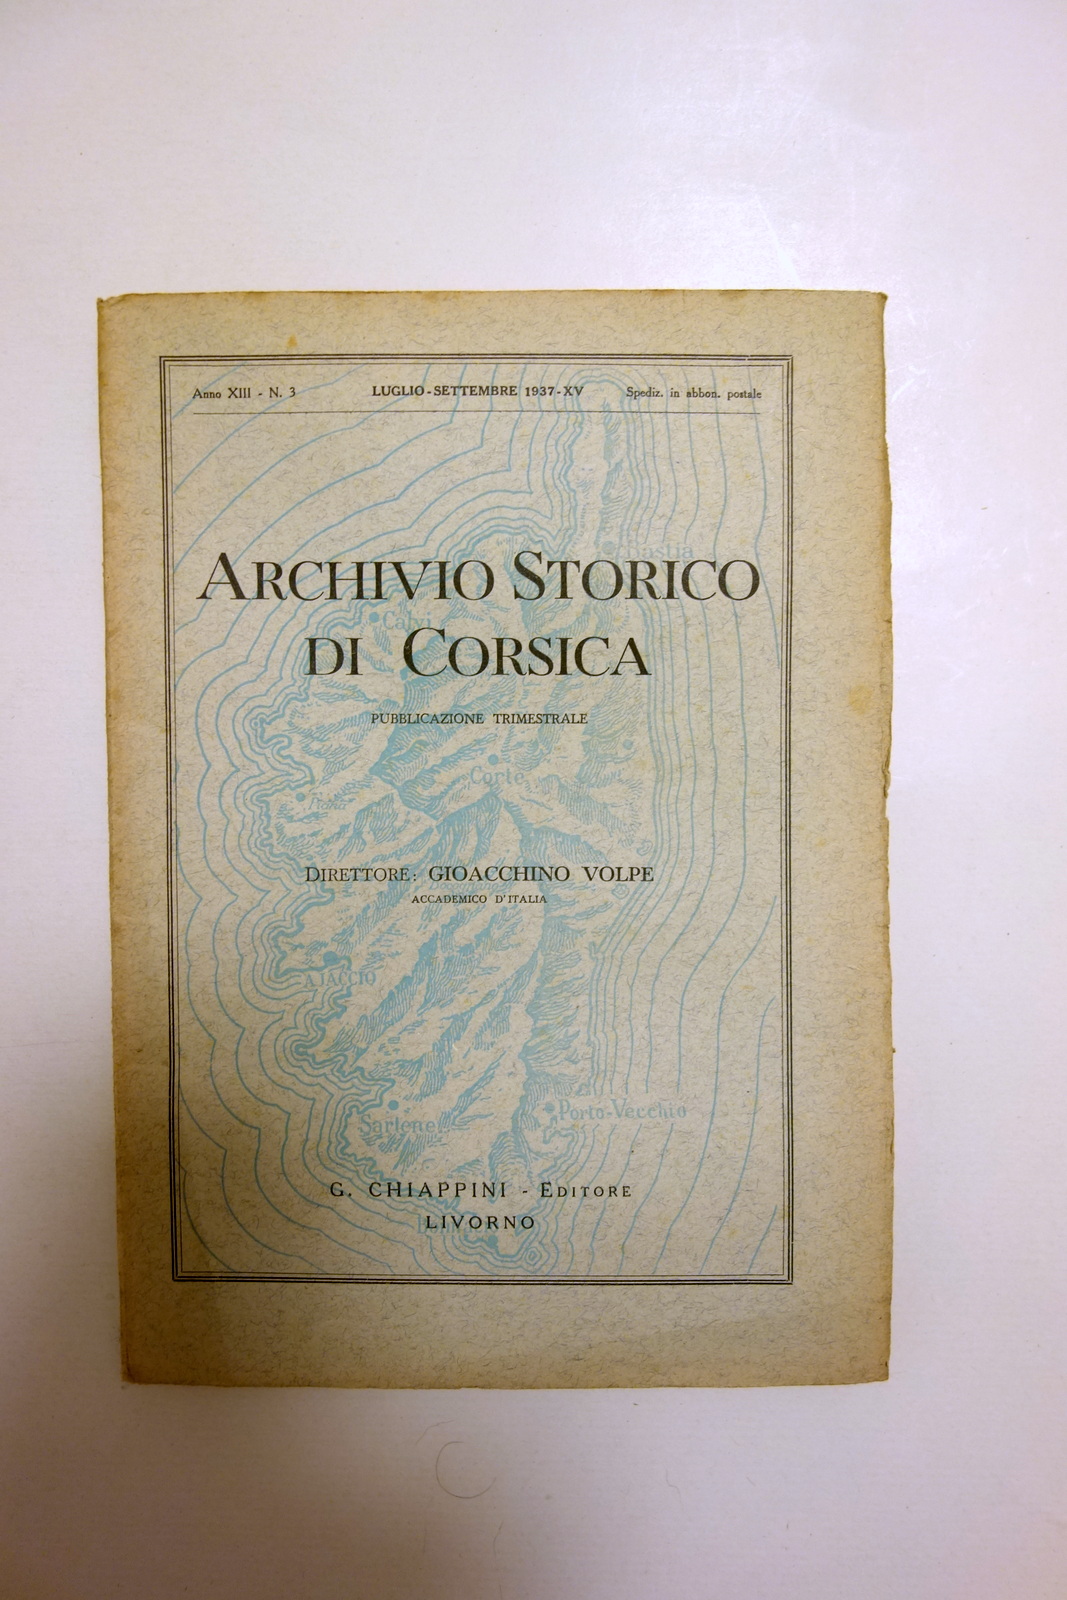 Anno XIII - N. 3 LUGLIO-SETTEMBRE 1937-XV Spediz. in abbon. postale
Bastia
ARCHIVIO STORICO
Calvi
DI CORSICA
PUBBLICAZIONE TRIMESTRALE
Corte
Piana
DIRETTORE: GIOACCHINO VOLPE
ACCADEMICO D'ITALIA
AJACCIO
Porto-Vecchio
Sartene
G. CHIAPPINI - EDITORE
LIVORNO